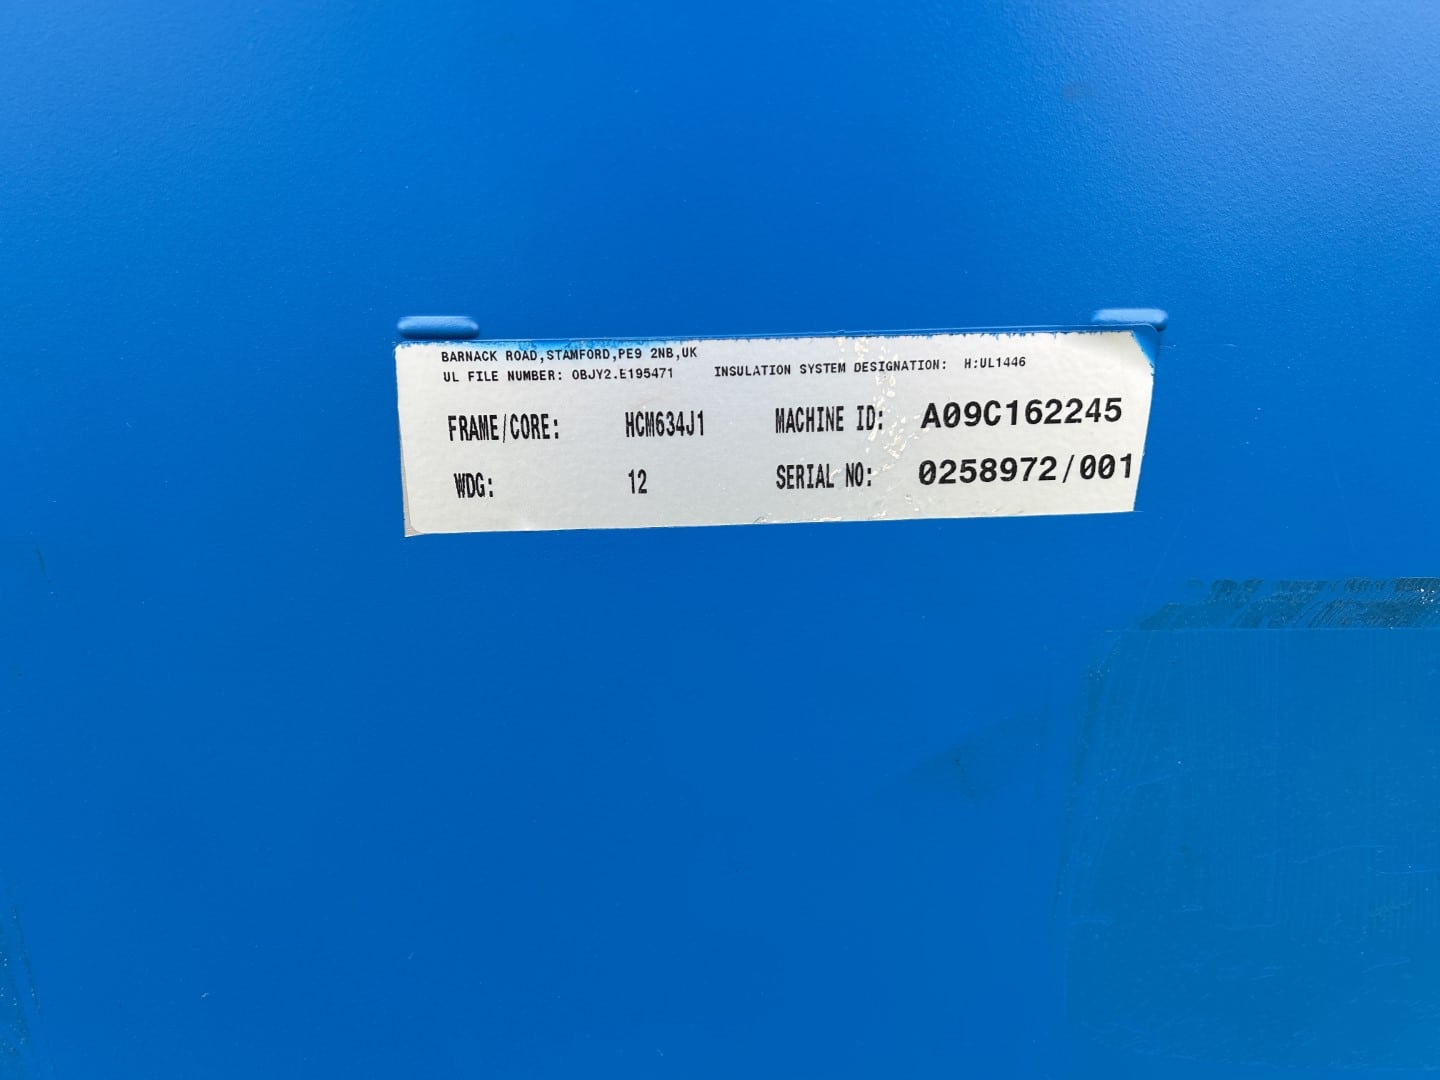 BARNACK ROAD,STAMFORD,PE9 2NB,UK
UL FILE NUMBER: OBJY2.E195471 INSULATION SYSTEM DESIGNATION: H:UL1446
FRAME/CORE: HCM634J1 MACHINE ID: A09C162245
WDG: 12 SERIAL NO: 0258972/001